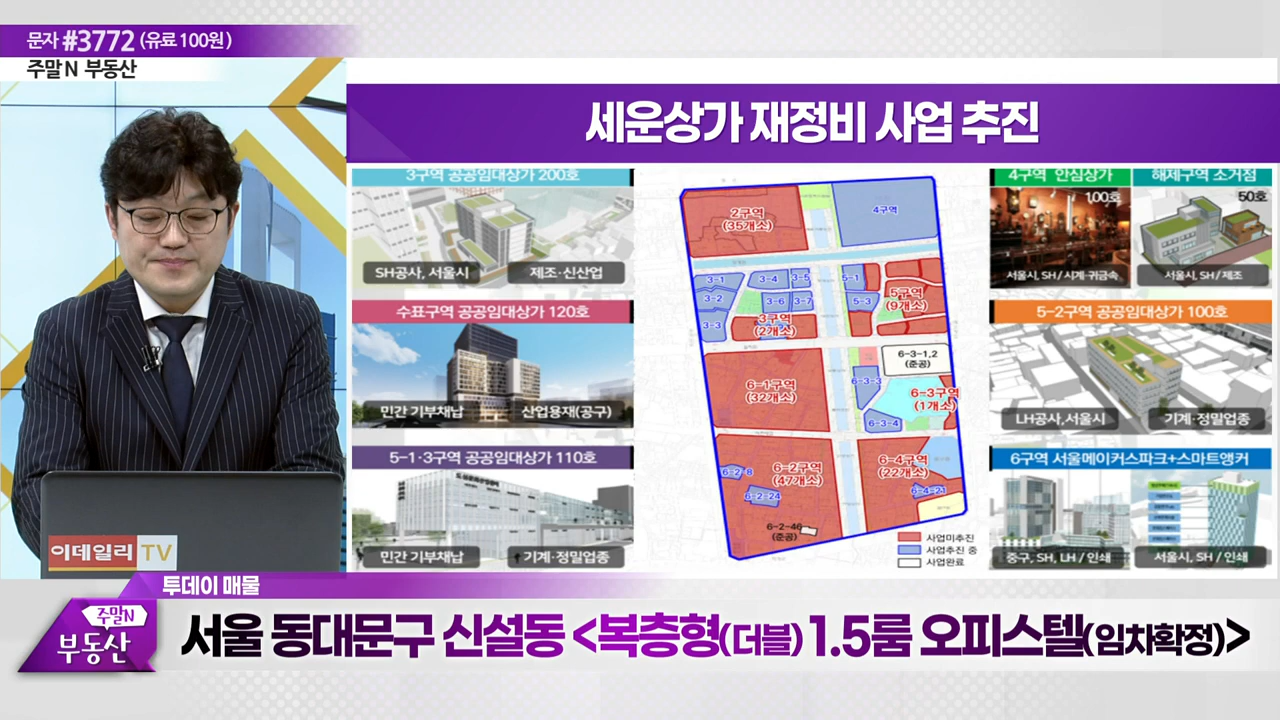 문자 #3772 (유료 100원)
주말N 부동산
세운상가 재정비 사업 추진
3구역 공공임대상가 200호
SH공사, 서울시
제조·신산업
수표구역 공공임대상가 120호
민간 기부채납
산업용재(공구)
5-1·3구역 공공임대상가 110호
민간 기부채납
기계·정밀업종
2구역
(35개소)
4구역
3-1
3-4
3-5
5-1
3-2
3-6
3-7
5-3
5구역
(9개소)
3-3
3구역
(2개소)
6-3-1,2
(준공)
6-1구역
(32개소)
6-3-3
6-3구역
(1개소)
6-3-4
6-2구역
(47개소)
6-4구역
(22개소)
6-2-8
6-2-24
6-4-21
6-2-46
(준공)
사업미추진
사업추진 중
사업완료
4구역 안심상가
100호
서울시, SH / 시계·귀금속
해제구역 소거점
50호
서울시, SH / 제조
5-2구역 공공임대상가 100호
LH공사, 서울시
기계·정밀업종
6구역 서울메이커스파크+스마트앵커
중구, SH, LH / 인쇄
서울시, SH / 인쇄
이데일리 TV
투데이 매물
주말N
부동산
서울 동대문구 신설동 <복층형(더블) 1.5룸 오피스텔(임차확정)>